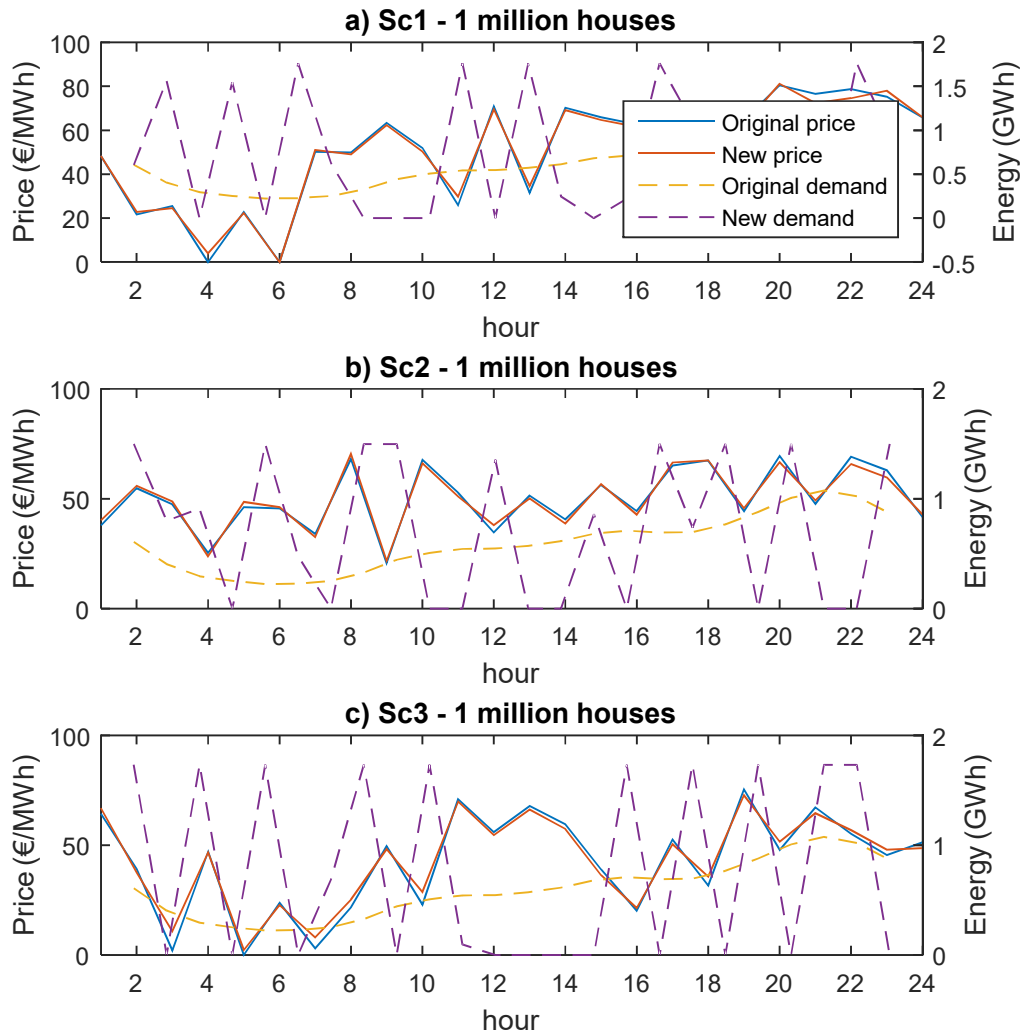 a) Sc1 - 1 million houses
Price (€/MWh)
100
80
60
40
20
0
2
1.5
1
0.5
0
-0.5
Energy (GWh)
Original price
New price
Original demand
New demand
2 4 6 8 10 12 14 16 18 20 22 24
hour
b) Sc2 - 1 million houses
Price (€/MWh)
100
50
0
2
1
0
Energy (GWh)
2 4 6 8 10 12 14 16 18 20 22 24
hour
c) Sc3 - 1 million houses
Price (€/MWh)
100
50
0
2
1
0
Energy (GWh)
2 4 6 8 10 12 14 16 18 20 22 24
hour